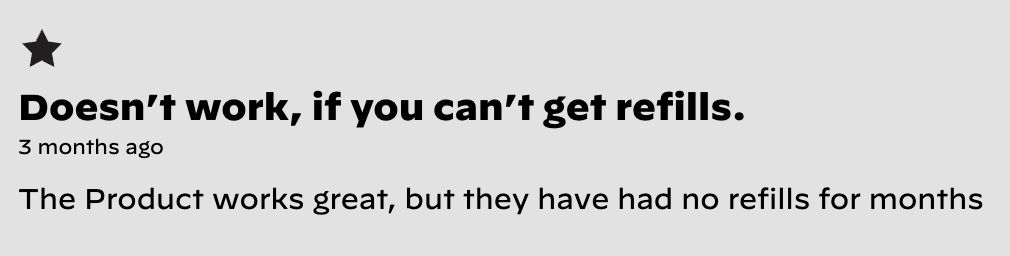 Doesn’t work, if you can’t get refills.
3 months ago
The Product works great, but they have had no refills for months